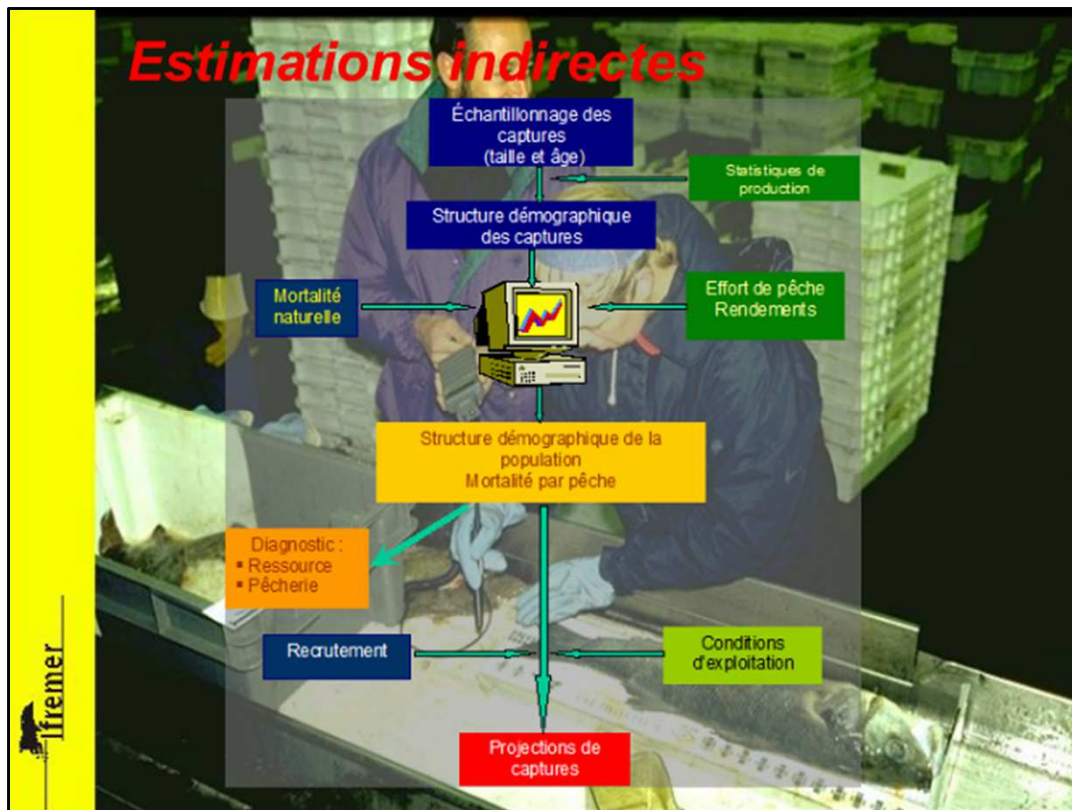 Estimations indirectes
Échantillonnage des
captures
(taille et âge)
Statistiques de
production
Structure démographique
des captures
Mortalité
naturelle
Effort de pêche
Rendements
Structure démographique de la
population
Mortalité par pêche
Diagnostic :
▪ Ressource
▪ Pêcherie
Recrutement
Conditions
d'exploitation
Projections de
captures
Ifremer